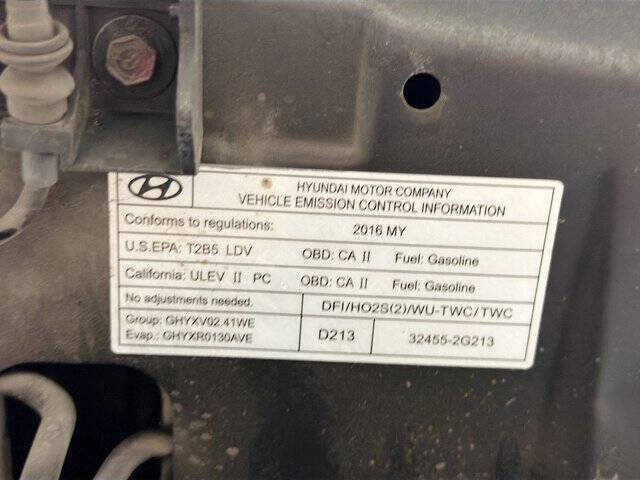 HYUNDAI MOTOR COMPANY
VEHICLE EMISSION CONTROL INFORMATION
Conforms to regulations: 2016 MY
U.S.EPA: T2B5 LDV OBD: CA II Fuel: Gasoline
California: ULEV II PC OBD: CA II Fuel: Gasoline
No adjustments needed. DFI/HO2S(2)/WU-TWC/TWC
Group: GHYXV02.41WE
Evap.: GHYXR0130AVE D213 32455-2G213